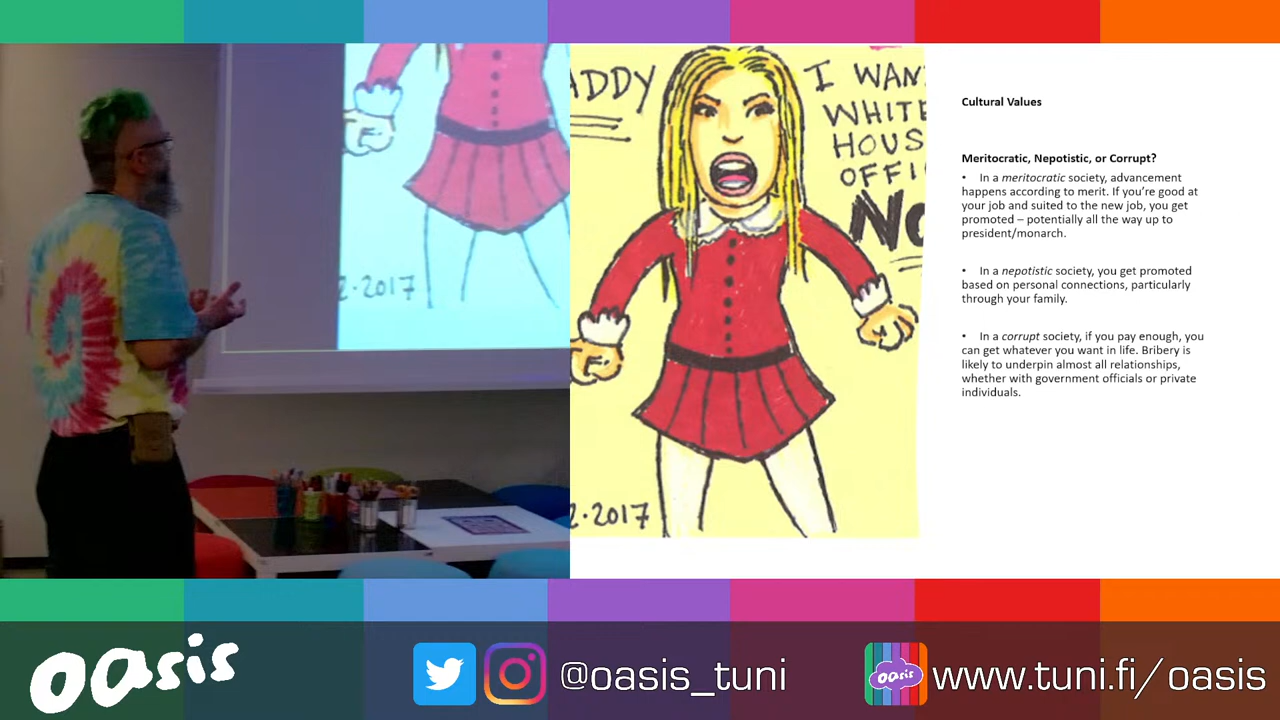 2·2017
ADDY
I WAN
WHITE
HOUS
OFFI
NO
2·2017
Cultural Values
Meritocratic, Nepotistic, or Corrupt?
• In a meritocratic society, advancement
happens according to merit. If you're good at
your job and suited to the new job, you get
promoted – potentially all the way up to
president/monarch.
• In a nepotistic society, you get promoted
based on personal connections, particularly
through your family.
• In a corrupt society, if you pay enough, you
can get whatever you want in life. Bribery is
likely to underpin almost all relationships,
whether with government officials or private
individuals.
oasis
@oasis_tuni
oasis
www.tuni.fi/oasis